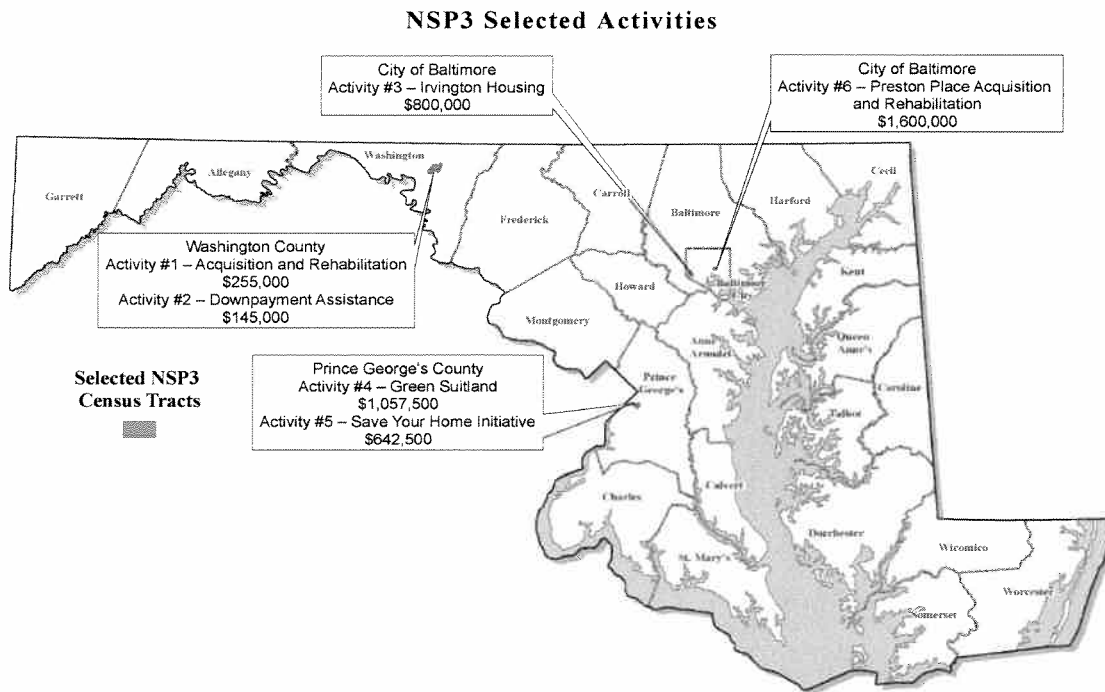 NSP3 Selected Activities
City of Baltimore
Activity #3 – Irvington Housing
$800,000
City of Baltimore
Activity #6 – Preston Place Acquisition
and Rehabilitation
$1,600,000
Garrett
Allegany
Washington
Frederick
Carroll
Baltimore
Harford
Cecil
Washington County
Activity #1 – Acquisition and Rehabilitation
$255,000
Activity #2 – Downpayment Assistance
$145,000
Howard
Montgomery
Baltimore
City
Kent
Anne
Arundel
Queen
Anne's
Selected NSP3
Census Tracts
Prince George's County
Activity #4 – Green Suitland
$1,057,500
Activity #5 – Save Your Home Initiative
$642,500
Prince
George's
Caroline
Talbot
Calvert
Charles
St. Mary's
Dorchester
Wicomico
Somerset
Worcester